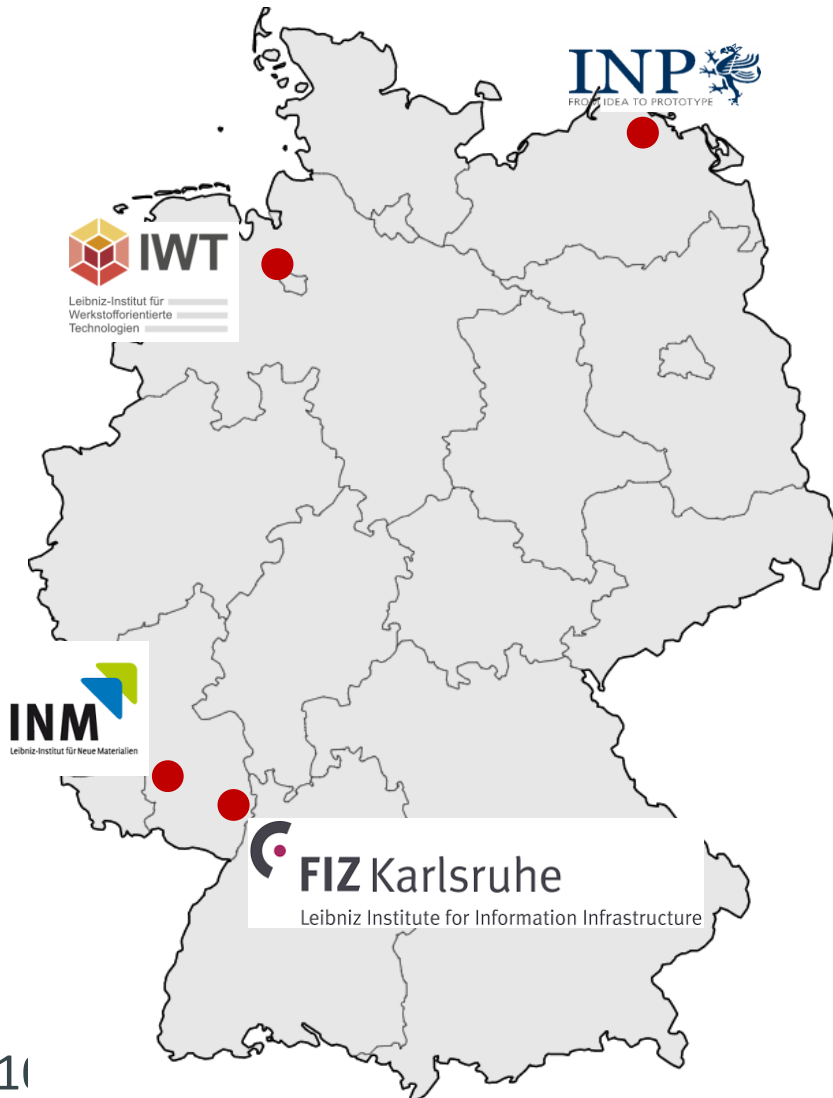 INP
FROM IDEA TO PROTOTYPE
IWT
Leibniz-Institut für
Werkstofforientierte
Technologien
INM
Leibniz-Institut für Neue Materialien
FIZ Karlsruhe
Leibniz Institute for Information Infrastructure